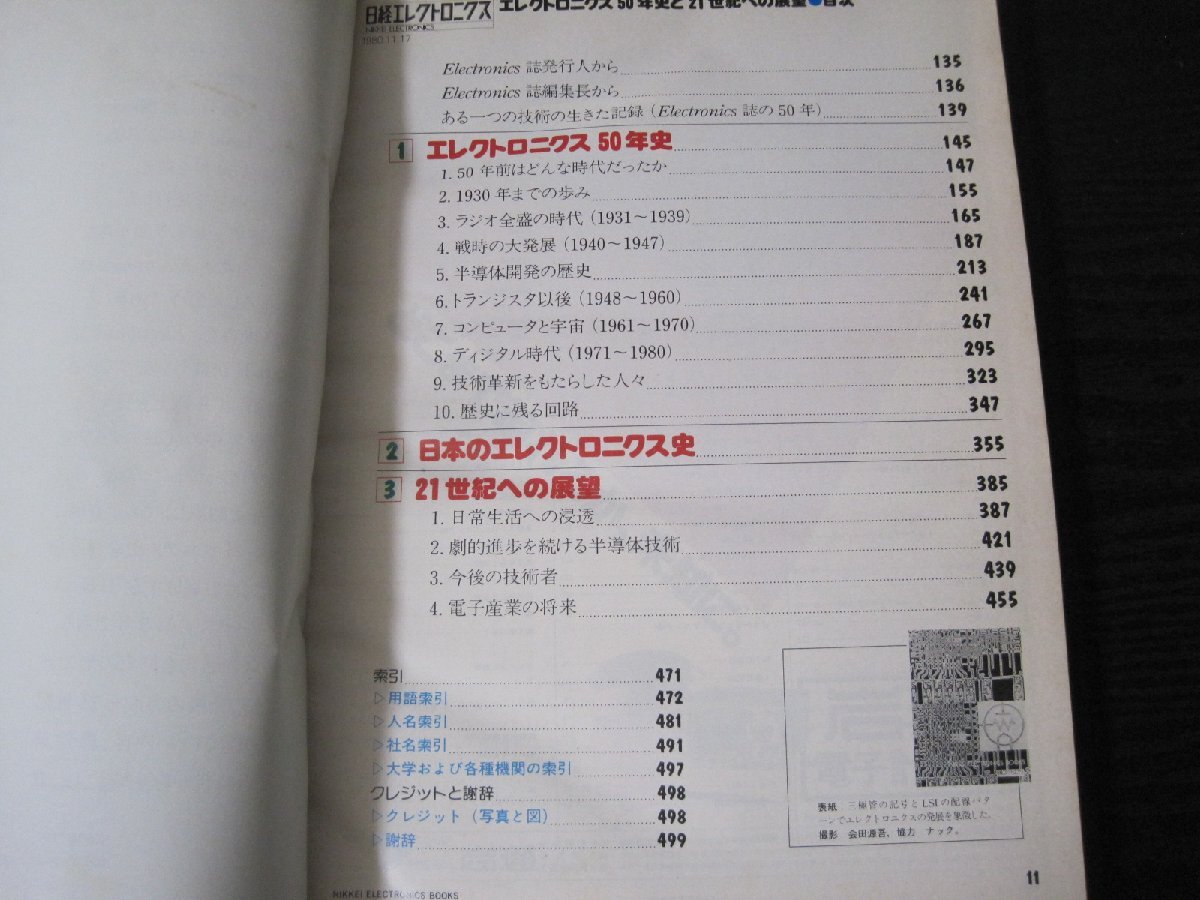 日経エレクトロニクス
NIKKEI ELECTRONICS
1980.11.17
エレクトロニクス50年史と21世紀への展望●目次
Electronics 誌発行人から 135
Electronics 誌編集長から 136
ある一つの技術の生きた記録（Electronics 誌の50年） 139
1 エレクトロニクス50年史 145
1. 50年前はどんな時代だったか 147
2. 1930年までの歩み 155
3. ラジオ全盛の時代（1931〜1939） 165
4. 戦時の大発展（1940〜1947） 187
5. 半導体開発の歴史 213
6. トランジスタ以後（1948〜1960） 241
7. コンピュータと宇宙（1961〜1970） 267
8. ディジタル時代（1971〜1980） 295
9. 技術革新をもたらした人々 323
10. 歴史に残る回路 347
2 日本のエレクトロニクス史 355
3 21世紀への展望 385
1. 日常生活への浸透 387
2. 劇的進歩を続ける半導体技術 421
3. 今後の技術者 439
4. 電子産業の将来 455
索引 471
▷用語索引 472
▷人名索引 481
▷社名索引 491
▷大学および各種機関の索引 497
クレジットと謝辞 498
▷クレジット（写真と図） 498
▷謝辞 499
表紙 三極管の記号とLSIの配線パタ
ーンでエレクトロニクスの発展を象徴した。
撮影 会田源吾、協力 ナック。
11
NIKKEI ELECTRONICS BOOKS